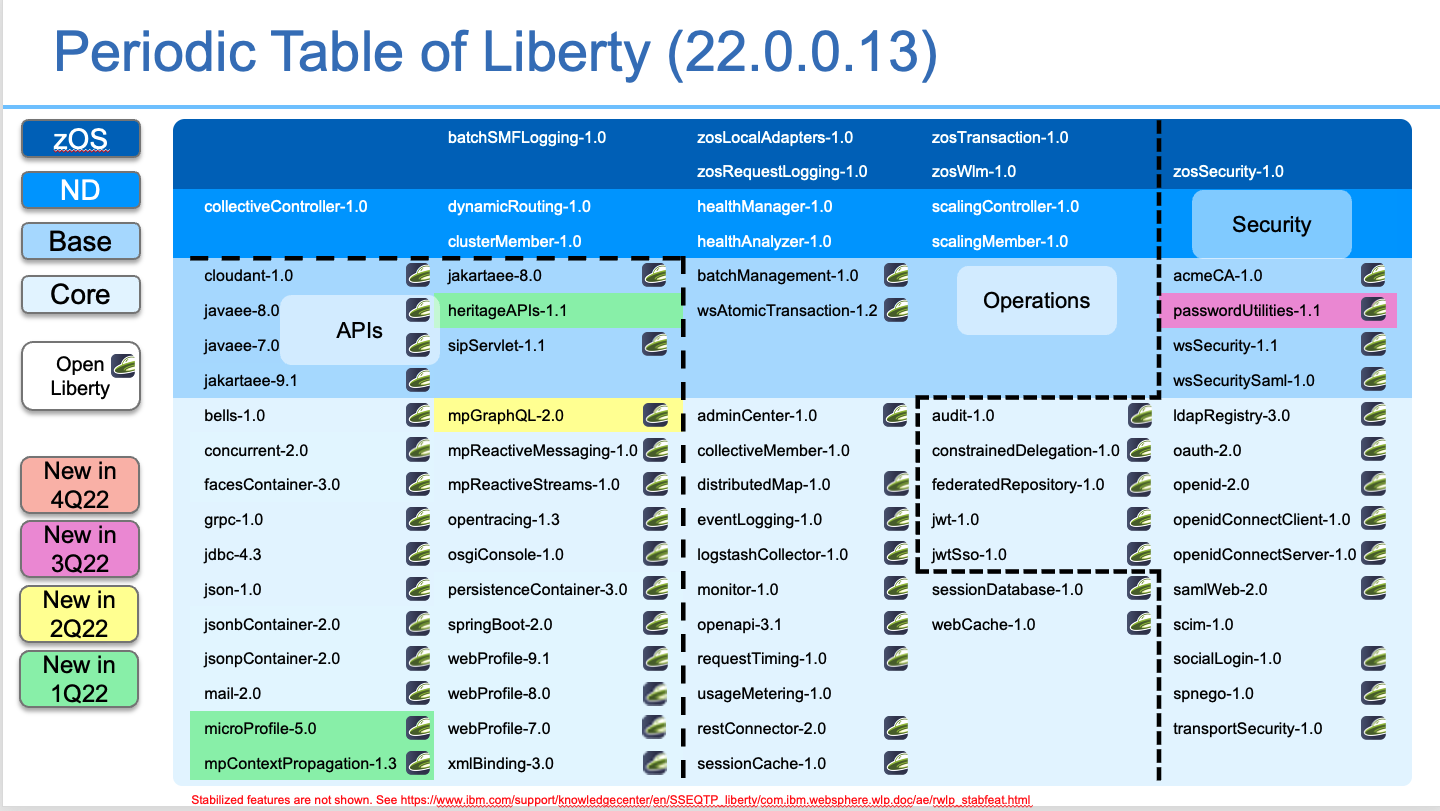 Periodic Table of Liberty (22.0.0.13)
zOS
ND
Base
Core
Open
Liberty
New in
4Q22
New in
3Q22
New in
2Q22
New in
1Q22
batchSMFLogging-1.0 zosLocalAdapters-1.0 zosTransaction-1.0
zosRequestLogging-1.0 zosWlm-1.0 zosSecurity-1.0
collectiveController-1.0 dynamicRouting-1.0 healthManager-1.0 scalingController-1.0
Security
clusterMember-1.0 healthAnalyzer-1.0 scalingMember-1.0
cloudant-1.0 jakartaee-8.0 batchManagement-1.0 acmeCA-1.0
Operations
javaee-8.0 heritageAPIs-1.1 wsAtomicTransaction-1.2 passwordUtilities-1.1
APIs
javaee-7.0 sipServlet-1.1 wsSecurity-1.1
jakartaee-9.1 wsSecuritySaml-1.0
bells-1.0 mpGraphQL-2.0 adminCenter-1.0 audit-1.0 ldapRegistry-3.0
concurrent-2.0 mpReactiveMessaging-1.0 collectiveMember-1.0 constrainedDelegation-1.0 oauth-2.0
facesContainer-3.0 mpReactiveStreams-1.0 distributedMap-1.0 federatedRepository-1.0 openid-2.0
grpc-1.0 opentracing-1.3 eventLogging-1.0 jwt-1.0 openidConnectClient-1.0
jdbc-4.3 osgiConsole-1.0 logstashCollector-1.0 jwtSso-1.0 openidConnectServer-1.0
json-1.0 persistenceContainer-3.0 monitor-1.0 sessionDatabase-1.0 samlWeb-2.0
jsonbContainer-2.0 springBoot-2.0 openapi-3.1 webCache-1.0 scim-1.0
jsonpContainer-2.0 webProfile-9.1 requestTiming-1.0 socialLogin-1.0
mail-2.0 webProfile-8.0 usageMetering-1.0 spnego-1.0
microProfile-5.0 webProfile-7.0 restConnector-2.0 transportSecurity-1.0
mpContextPropagation-1.3 xmlBinding-3.0 sessionCache-1.0
Stabilized features are not shown. See https://www.ibm.com/support/knowledgecenter/en/SSEQTP_liberty/com.ibm.websphere.wlp.doc/ae/rwlp_stabfeat.html